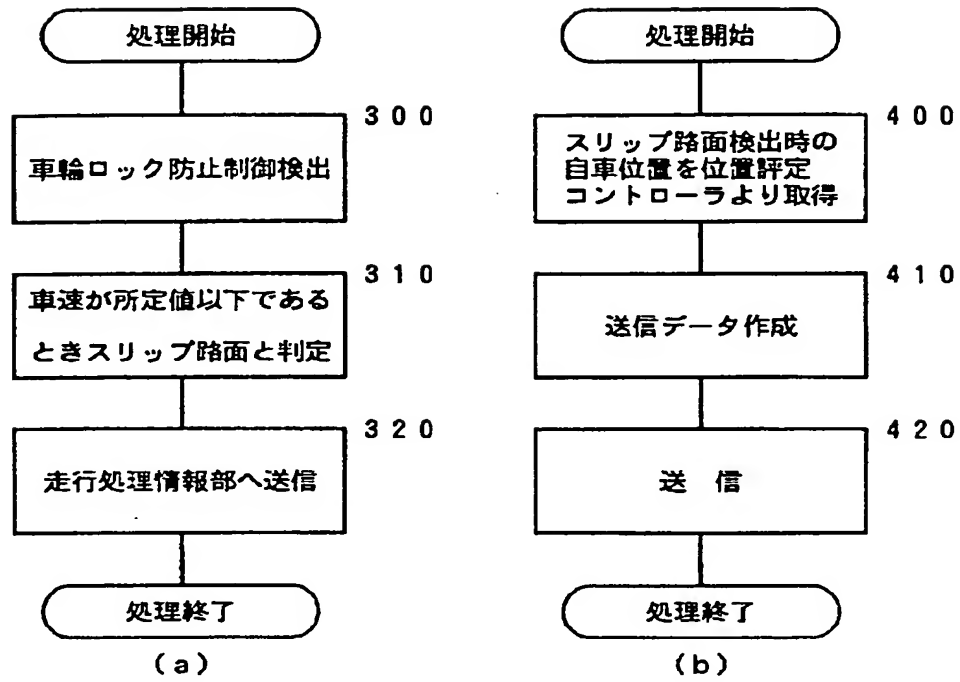 処理開始
300
車輪ロック防止制御検出
310
車速が所定値以下である
ときスリップ路面と判定
320
走行処理情報部へ送信
処理終了
(a)
処理開始
400
スリップ路面検出時の
自車位置を位置評定
コントローラより取得
410
送信データ作成
420
送 信
処理終了
(b)